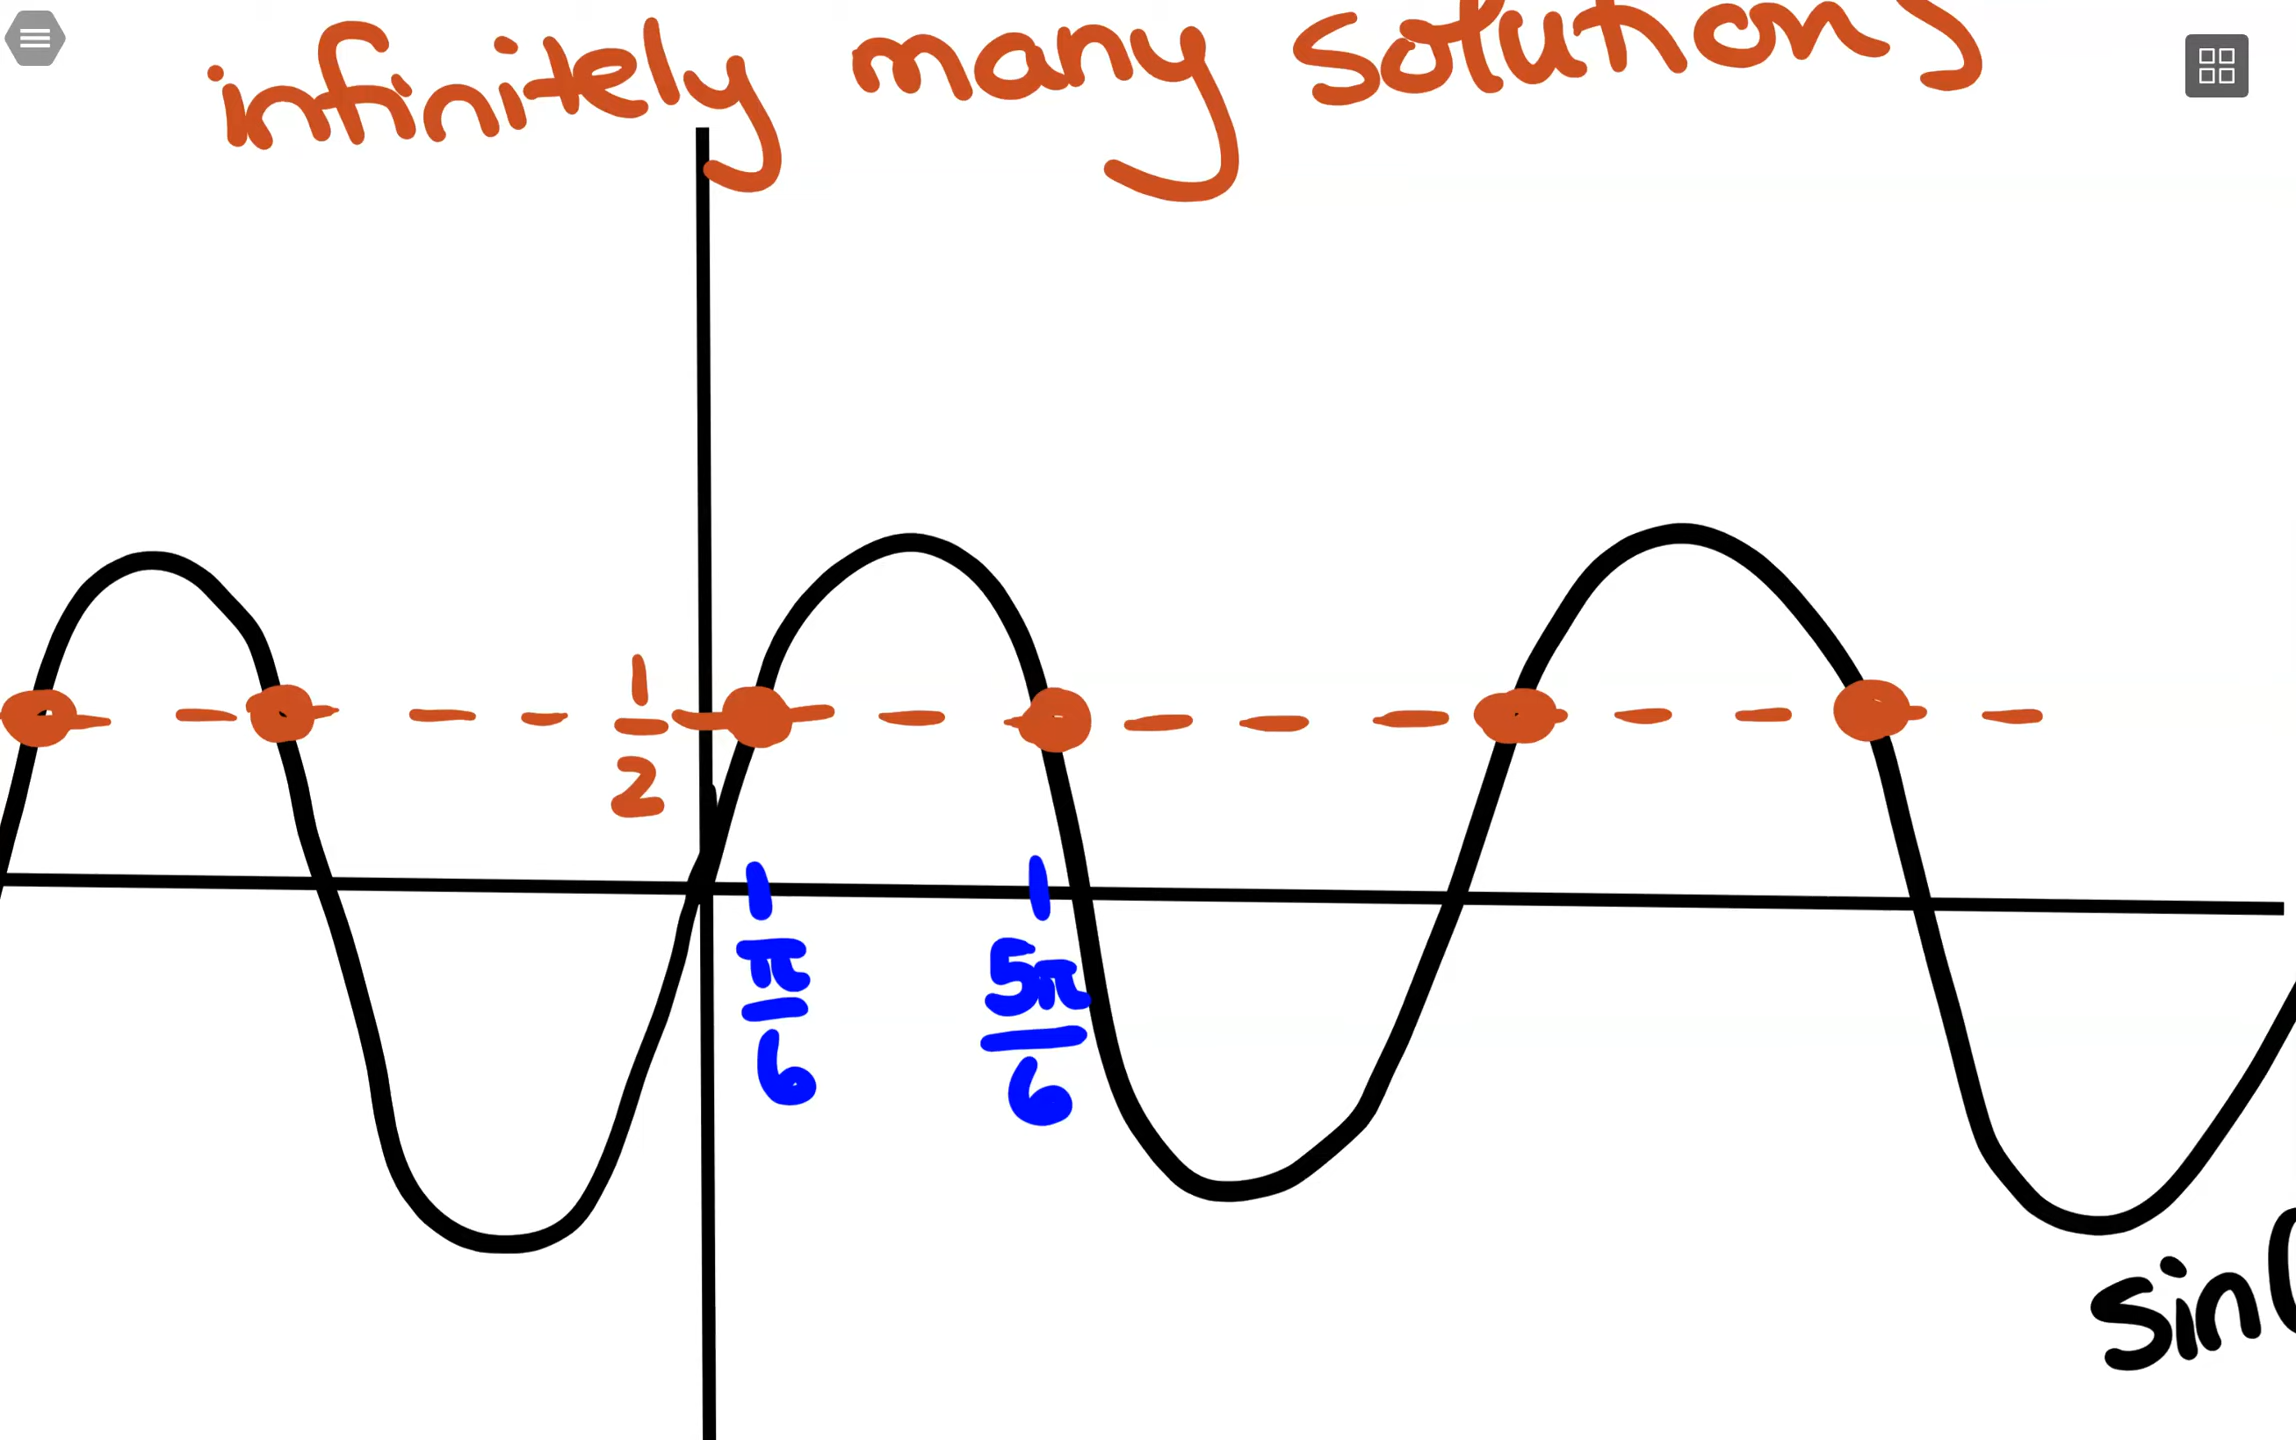 infinitely many solutions
1/2
π/6
5π/6
sin(